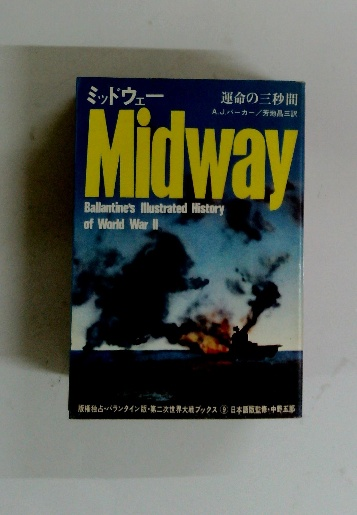 ミッドウェー
運命の三秒間
A.J.バーカー/芳地昌三訳
Midway
Ballantine's Illustrated History
of World War II
版権独占・バランタイン版・第二次世界大戦ブックス⑨日本語版監修・中野五郎